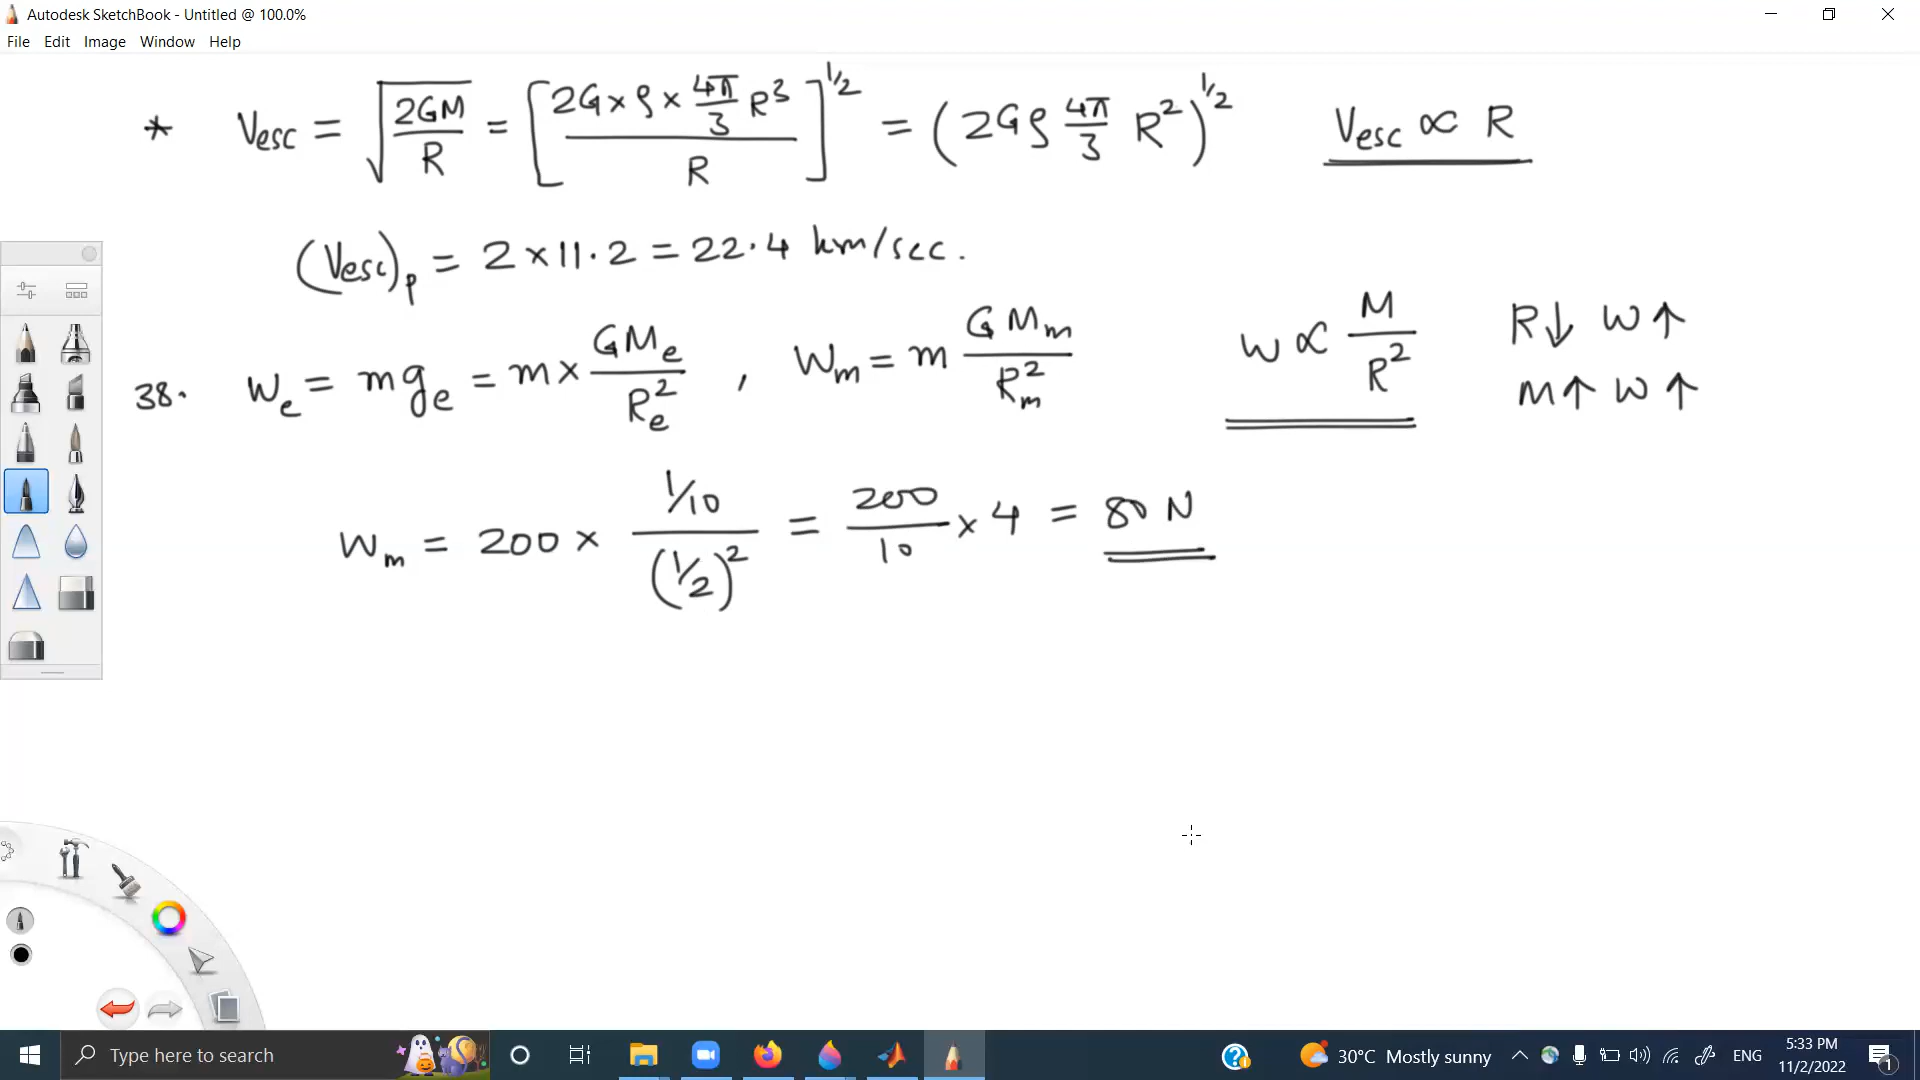 Autodesk SketchBook - Untitled @ 100.0%
File Edit Image Window Help
* Vesc = √(2GM/R) = [2G × ρ × 4π/3 R³ / R]^1/2 = (2Gρ 4π/3 R²)^1/2 Vesc ∝ R
(Vesc)p = 2 × 11.2 = 22.4 km/sec.
38. We = mge = m × GMe/Re², Wm = m GMm/Rm² W ∝ M/R² R↓ W↑
M↑ W↑
Wm = 200 × (1/10)/(1/2)² = 200/10 × 4 = 80 N
Type here to search
30°C Mostly sunny
ENG
5:33 PM
11/2/2022
1